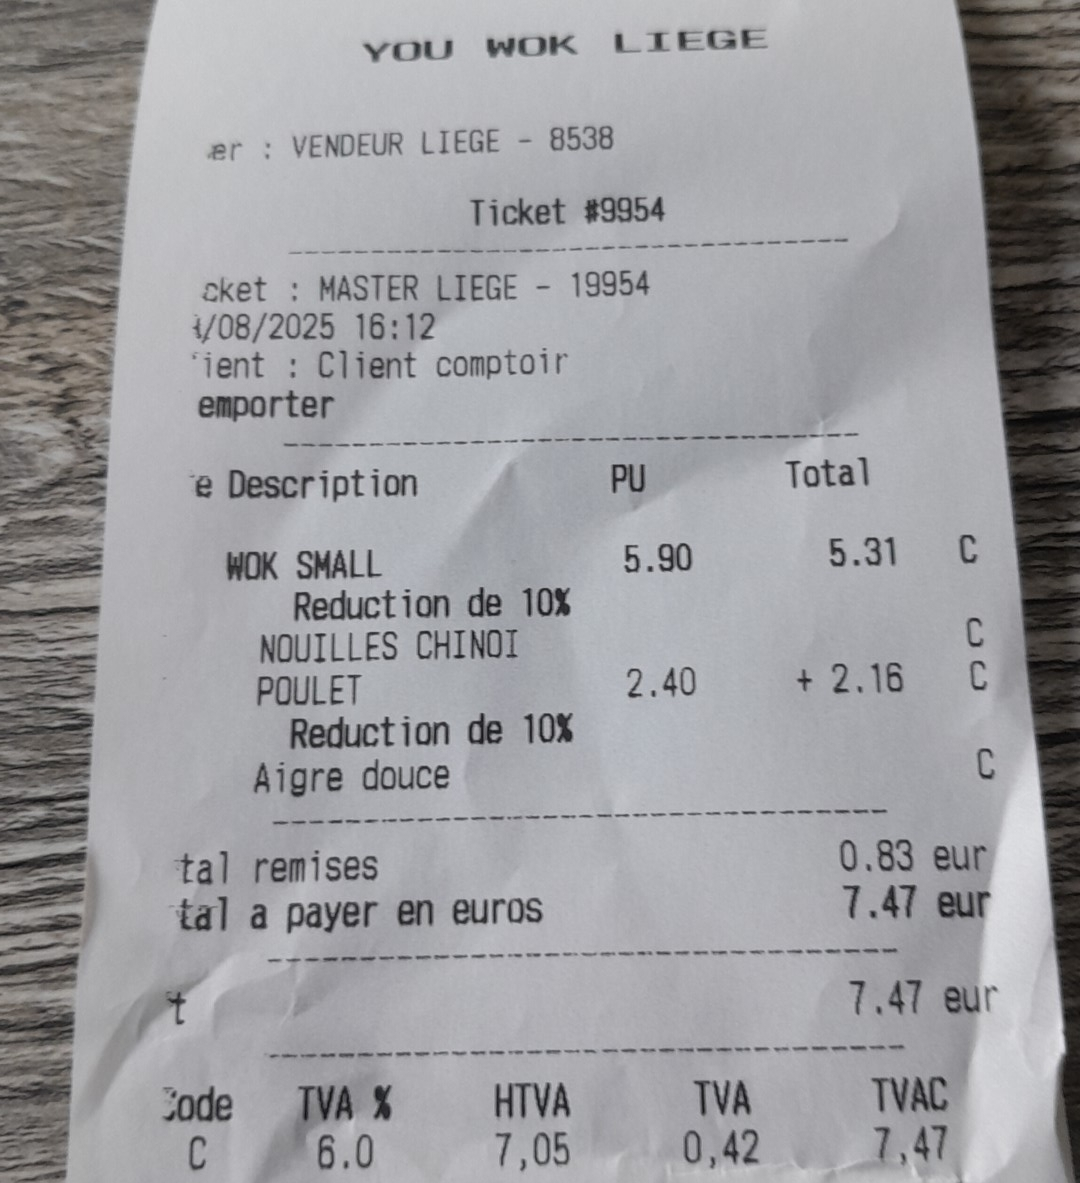 YOU WOK LIEGE
er : VENDEUR LIEGE - 8538
Ticket #9954
cket : MASTER LIEGE - 19954
/08/2025 16:12
ient : Client comptoir
emporter
e Description PU Total
WOK SMALL 5.90 5.31 C
Reduction de 10%
NOUILLES CHINOI C
POULET 2.40 + 2.16 C
Reduction de 10%
Aigre douce C
tal remises 0.83 eur
tal a payer en euros 7.47 eur
t 7.47 eur
Code TVA % HTVA TVA TVAC
C 6.0 7,05 0,42 7,47